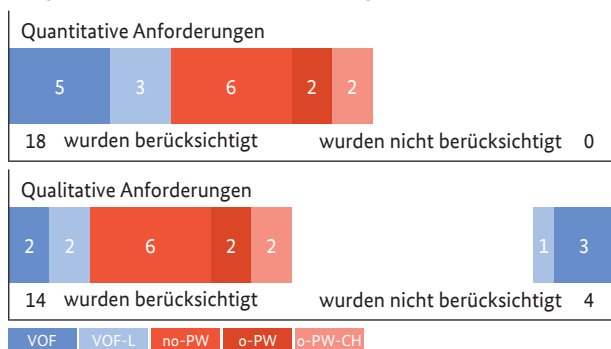 Quantitative Anforderungen
5 3 6 2 2
18 wurden berücksichtigt wurden nicht berücksichtigt 0
Qualitative Anforderungen
2 2 6 2 2 1 3
14 wurden berücksichtigt wurden nicht berücksichtigt 4
VOF VOF-L no-PW o-PW o-PW-CH